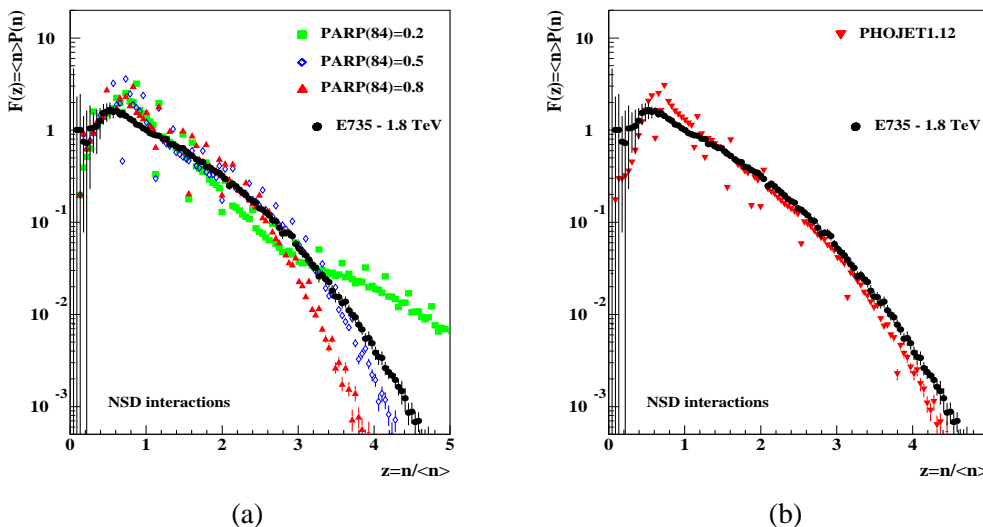 F(z)=<n>P(n)
10
1
10 -1
10 -2
10 -3
PARP(84)=0.2
PARP(84)=0.5
PARP(84)=0.8
E735 - 1.8 TeV
NSD interactions
0 1 2 3 4 5
z=n/<n>
(a)
F(z)=<n>P(n)
10
1
10 -1
10 -2
10 -3
PHOJET1.12
E735 - 1.8 TeV
NSD interactions
0 1 2 3 4
z=n/<n>
(b)